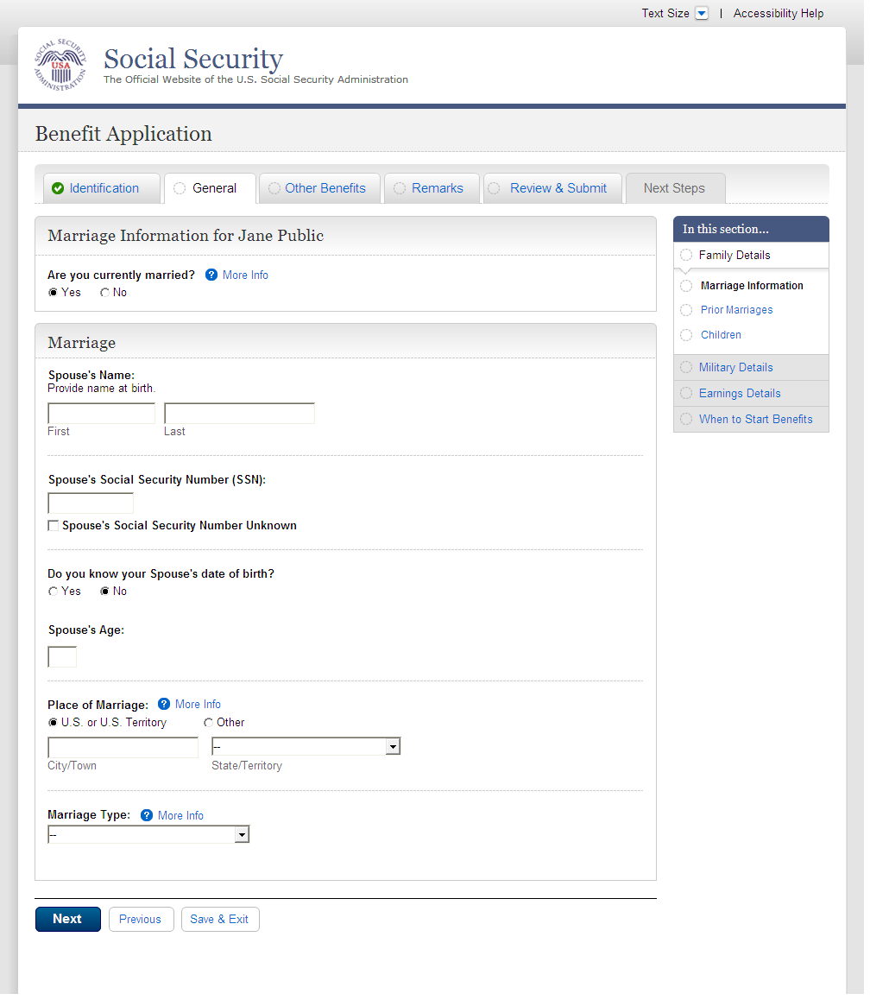 Text Size | Accessibility Help
SOCIAL SECURITY ADMINISTRATION
USA
Social Security
The Official Website of the U.S. Social Security Administration
Benefit Application
Identification General Other Benefits Remarks Review & Submit Next Steps
Marriage Information for Jane Public
Are you currently married? ? More Info
Yes No
Marriage
Spouse's Name:
Provide name at birth.
First Last
Spouse's Social Security Number (SSN):
Spouse's Social Security Number Unknown
Do you know your Spouse's date of birth?
Yes No
Spouse's Age:
Place of Marriage: ? More Info
U.S. or U.S. Territory Other
--
City/Town State/Territory
Marriage Type: ? More Info
--
Next Previous Save & Exit
In this section...
Family Details
Marriage Information
Prior Marriages
Children
Military Details
Earnings Details
When to Start Benefits